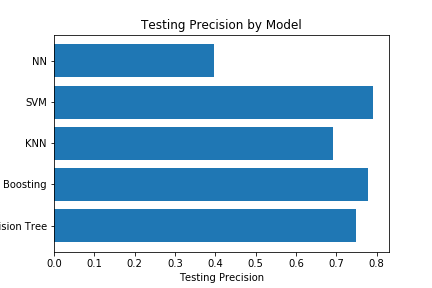 Testing Precision by Model
NN
SVM
KNN
Boosting
ision Tree
0.0 0.1 0.2 0.3 0.4 0.5 0.6 0.7 0.8
Testing Precision